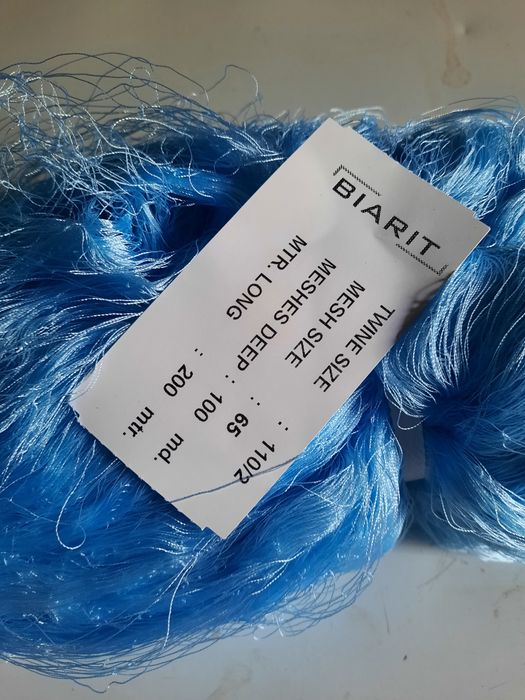 BIARIT
TWINE SIZE : 110/2
MESH SIZE : 65
MESHES DEEP : 100 md.
MTR. LONG : 200 mtr.